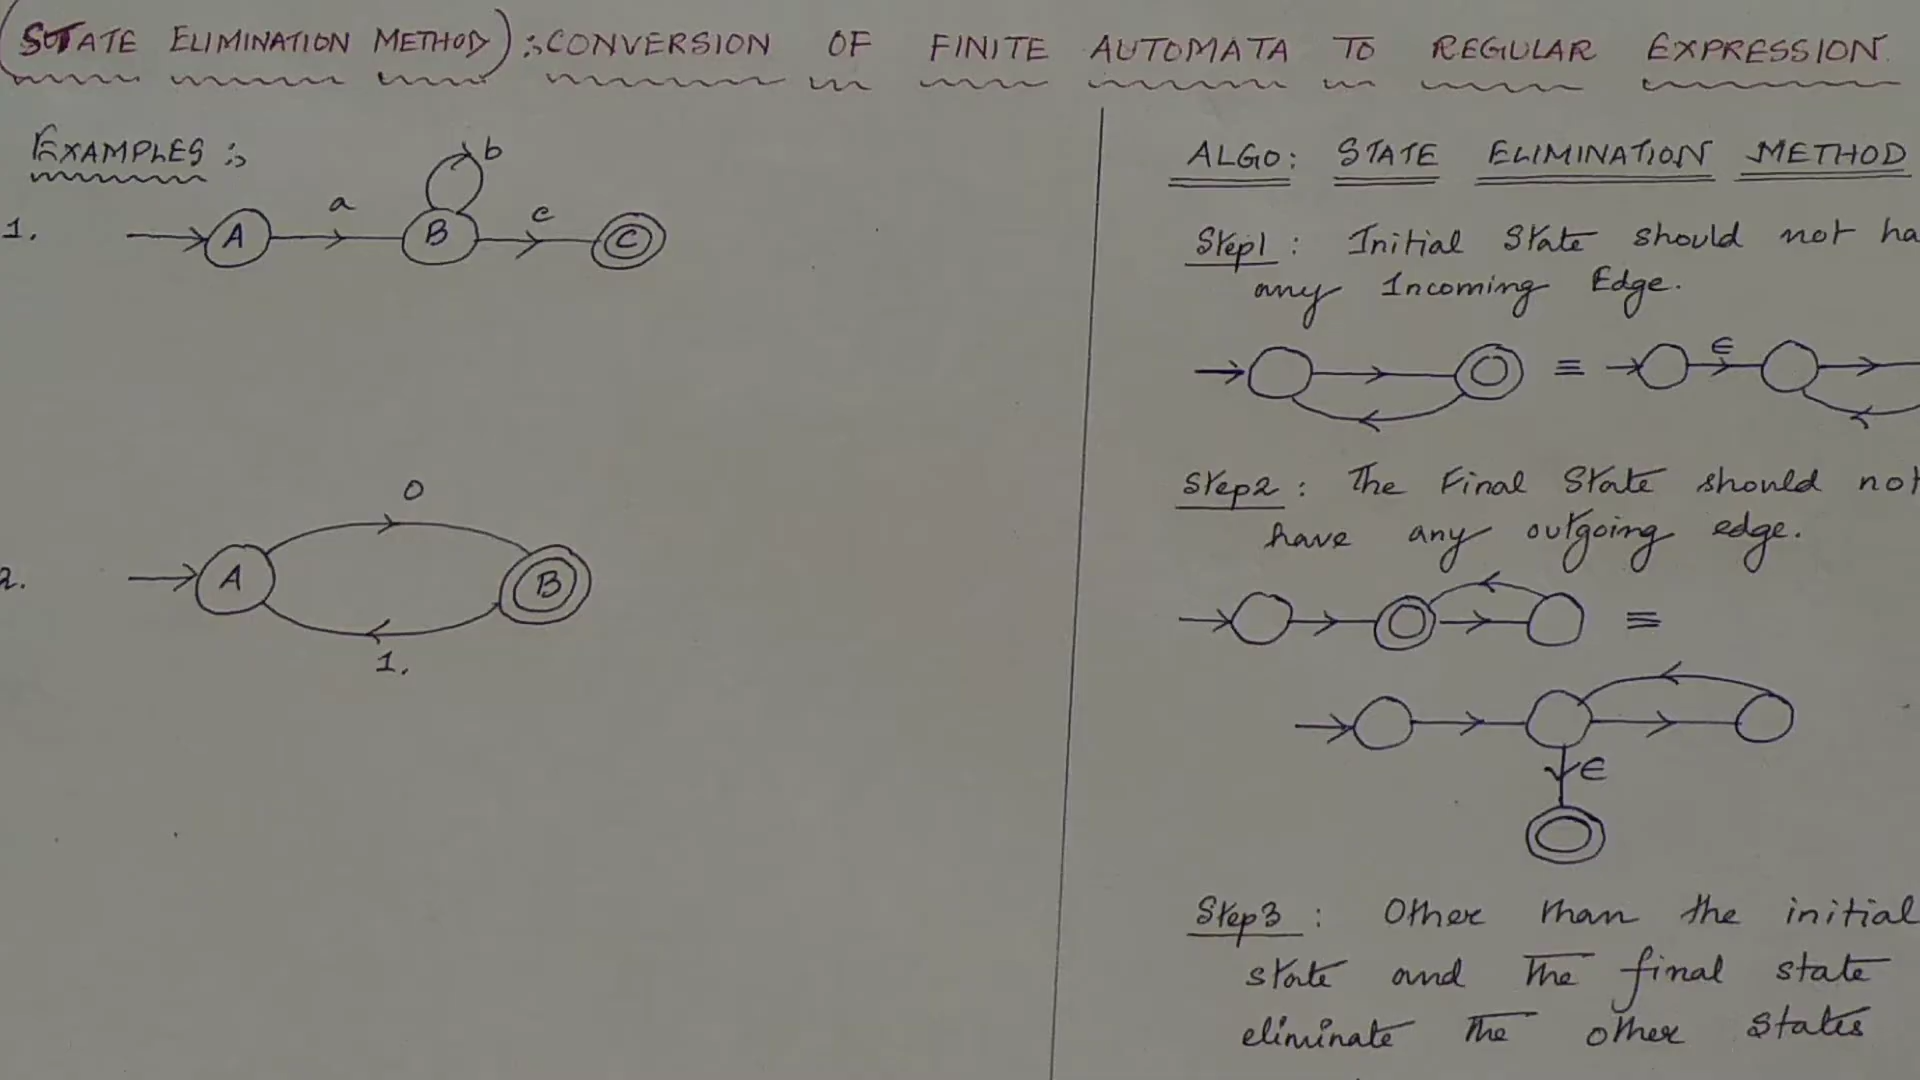 (STATE ELIMINATION METHOD) :- CONVERSION OF FINITE AUTOMATA TO REGULAR EXPRESSION.
EXAMPLES :-
1.
A
a
B
b
c
C
2.
A
0
B
1.
ALGO: STATE ELIMINATION METHOD
Step1 : Initial State should not ha
any Incoming Edge.
≡
ϵ
Step2 : The Final State should not
have any outgoing edge.
≡
ϵ
Step3 : Other than the initial
state and the final state
eliminate the other states